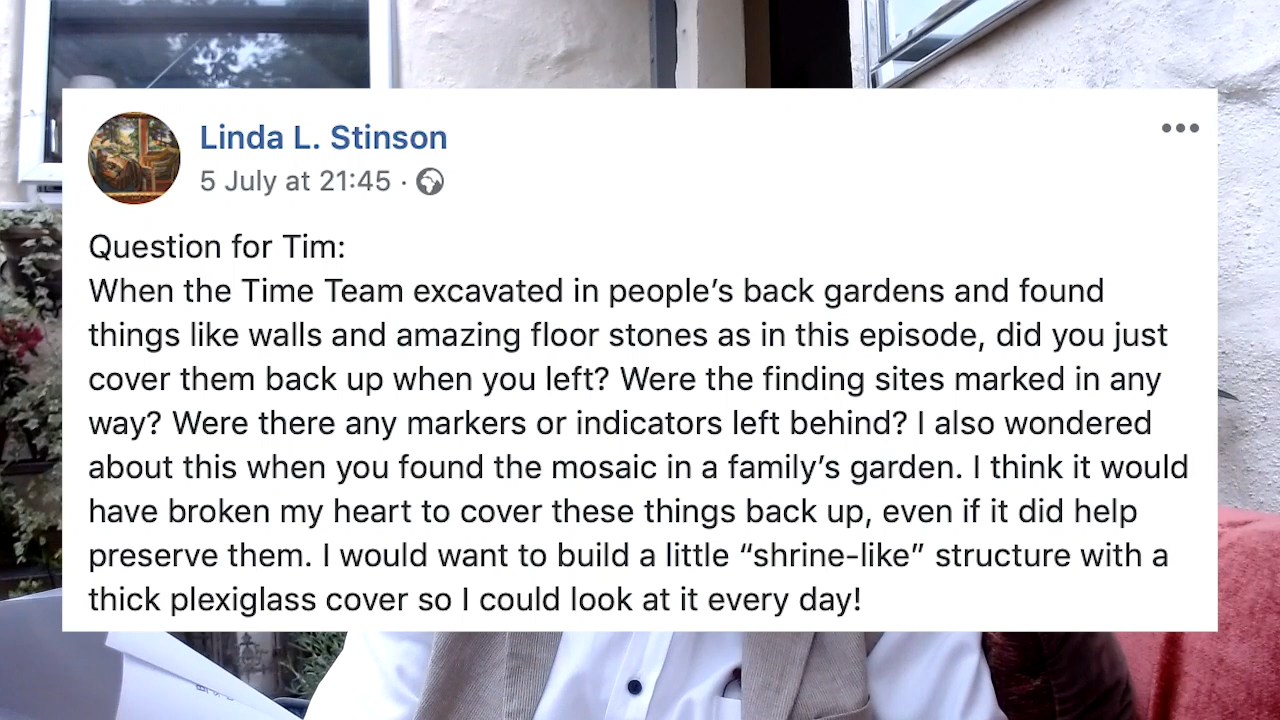 Linda L. Stinson
5 July at 21:45 ·
Question for Tim:
When the Time Team excavated in people’s back gardens and found
things like walls and amazing floor stones as in this episode, did you just
cover them back up when you left? Were the finding sites marked in any
way? Were there any markers or indicators left behind? I also wondered
about this when you found the mosaic in a family’s garden. I think it would
have broken my heart to cover these things back up, even if it did help
preserve them. I would want to build a little “shrine-like” structure with a
thick plexiglass cover so I could look at it every day!